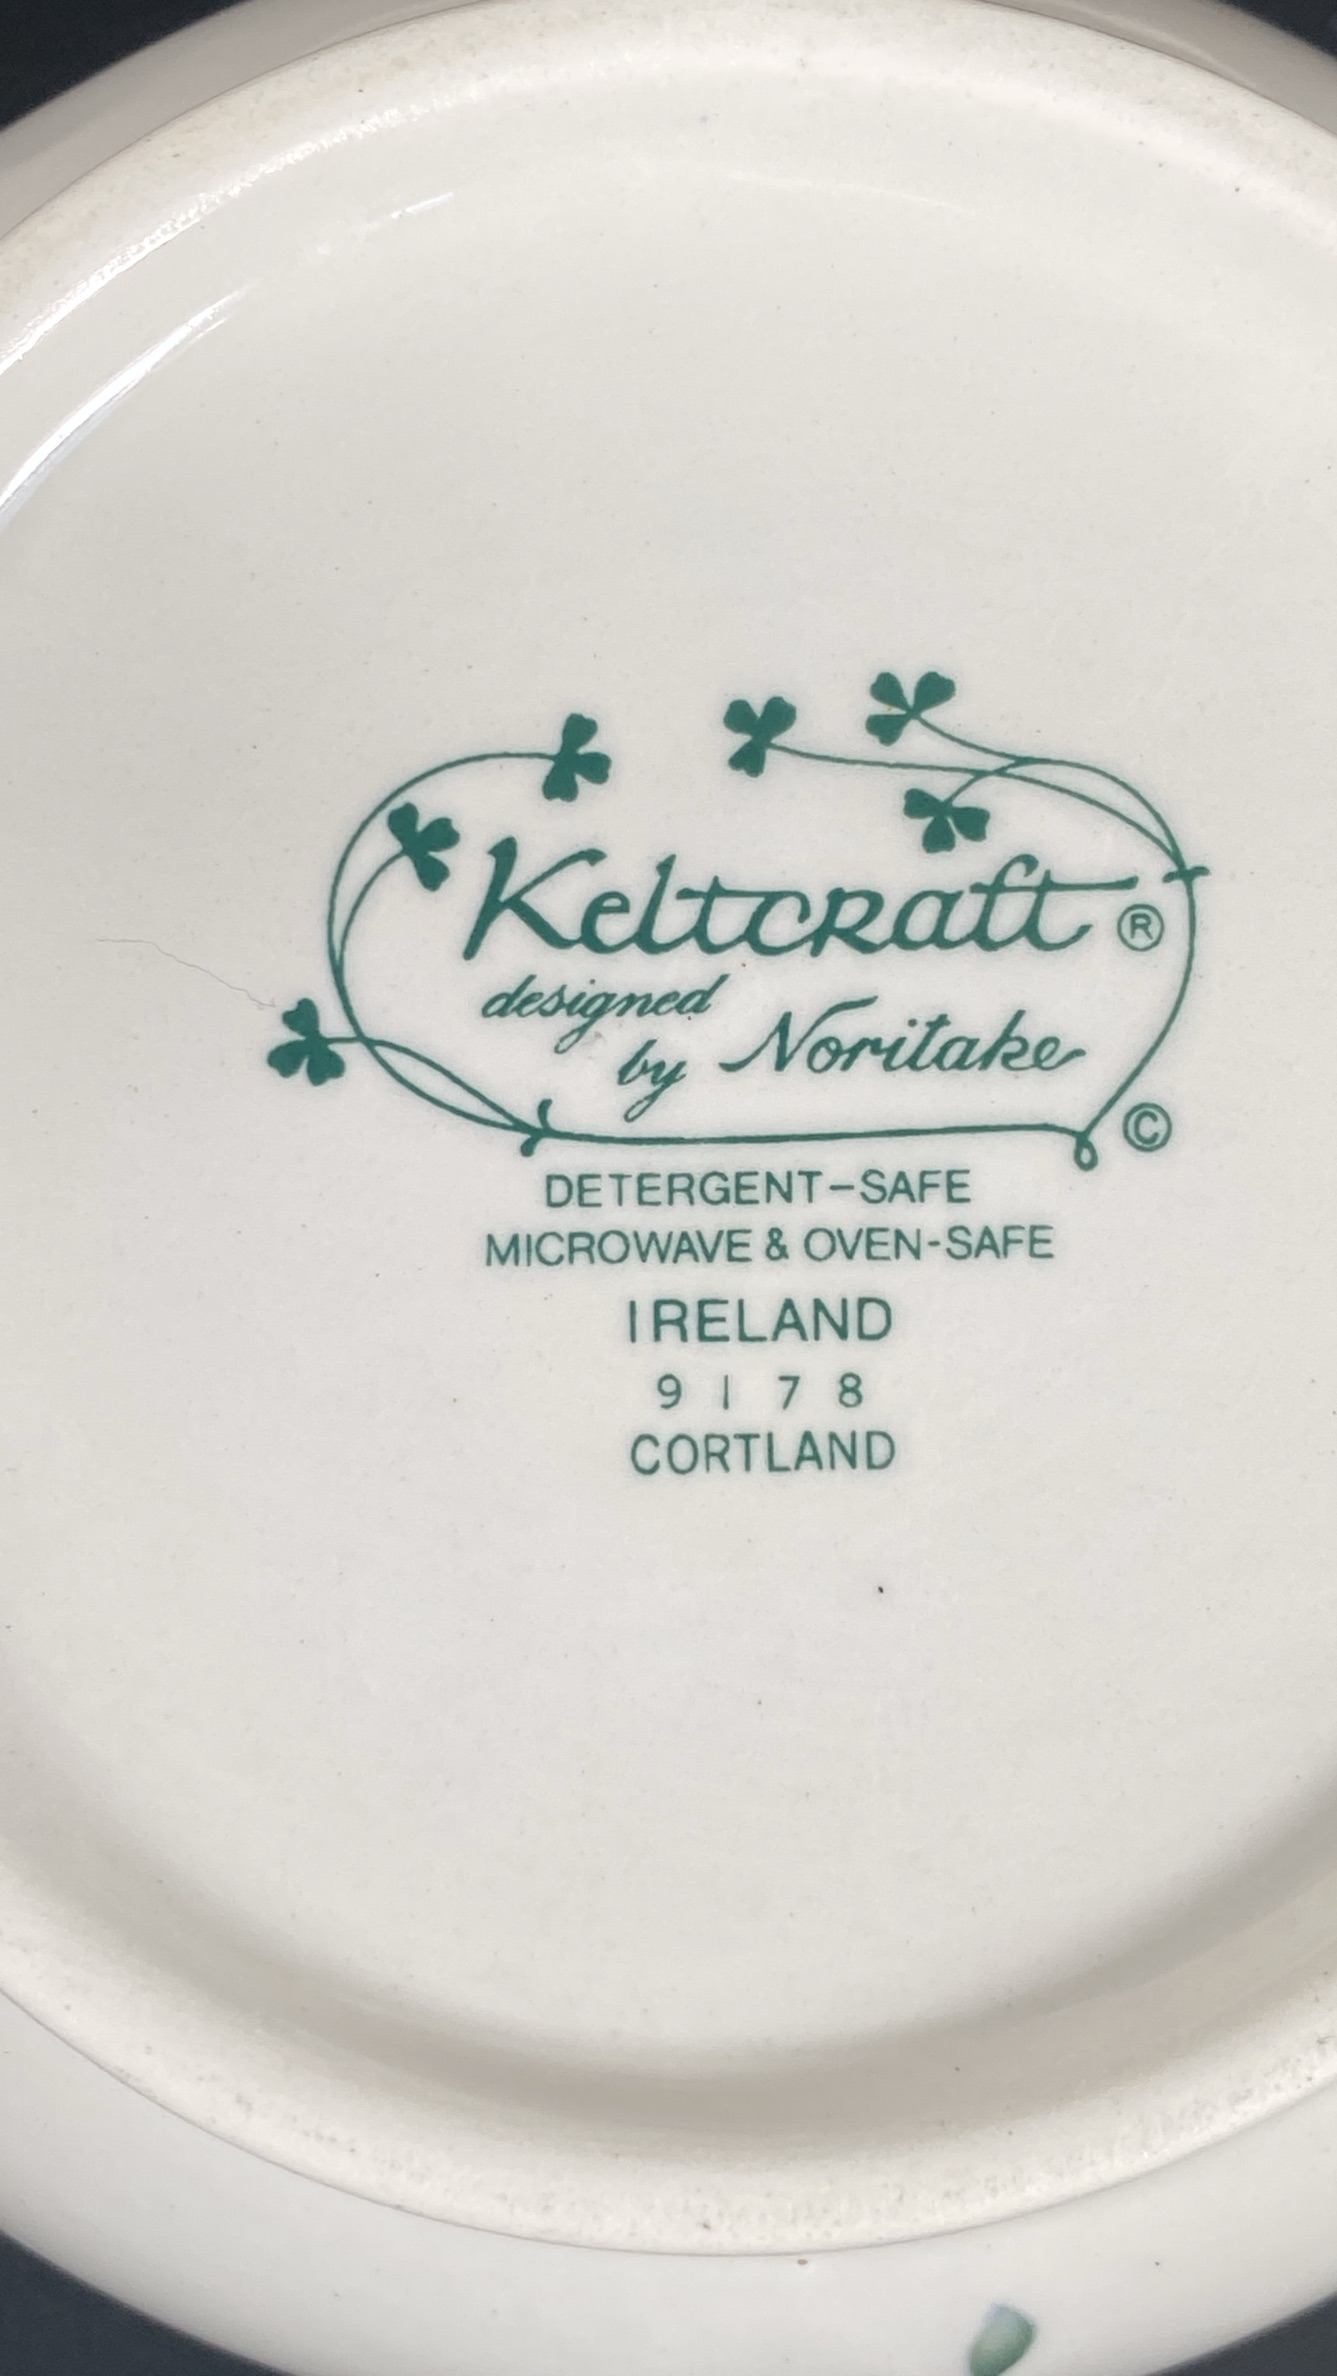 Keltcraft ®
designed
by Noritake
©
DETERGENT-SAFE
MICROWAVE & OVEN-SAFE
IRELAND
9178
CORTLAND